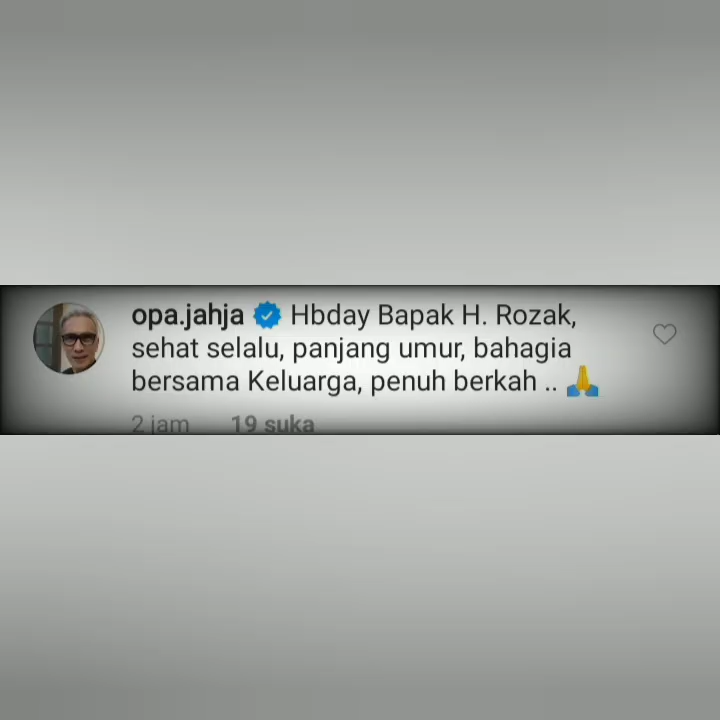 opa.jahja Hbday Bapak H. Rozak,
sehat selalu, panjang umur, bahagia
bersama Keluarga, penuh berkah .. 🙏
2 jam 19 suka